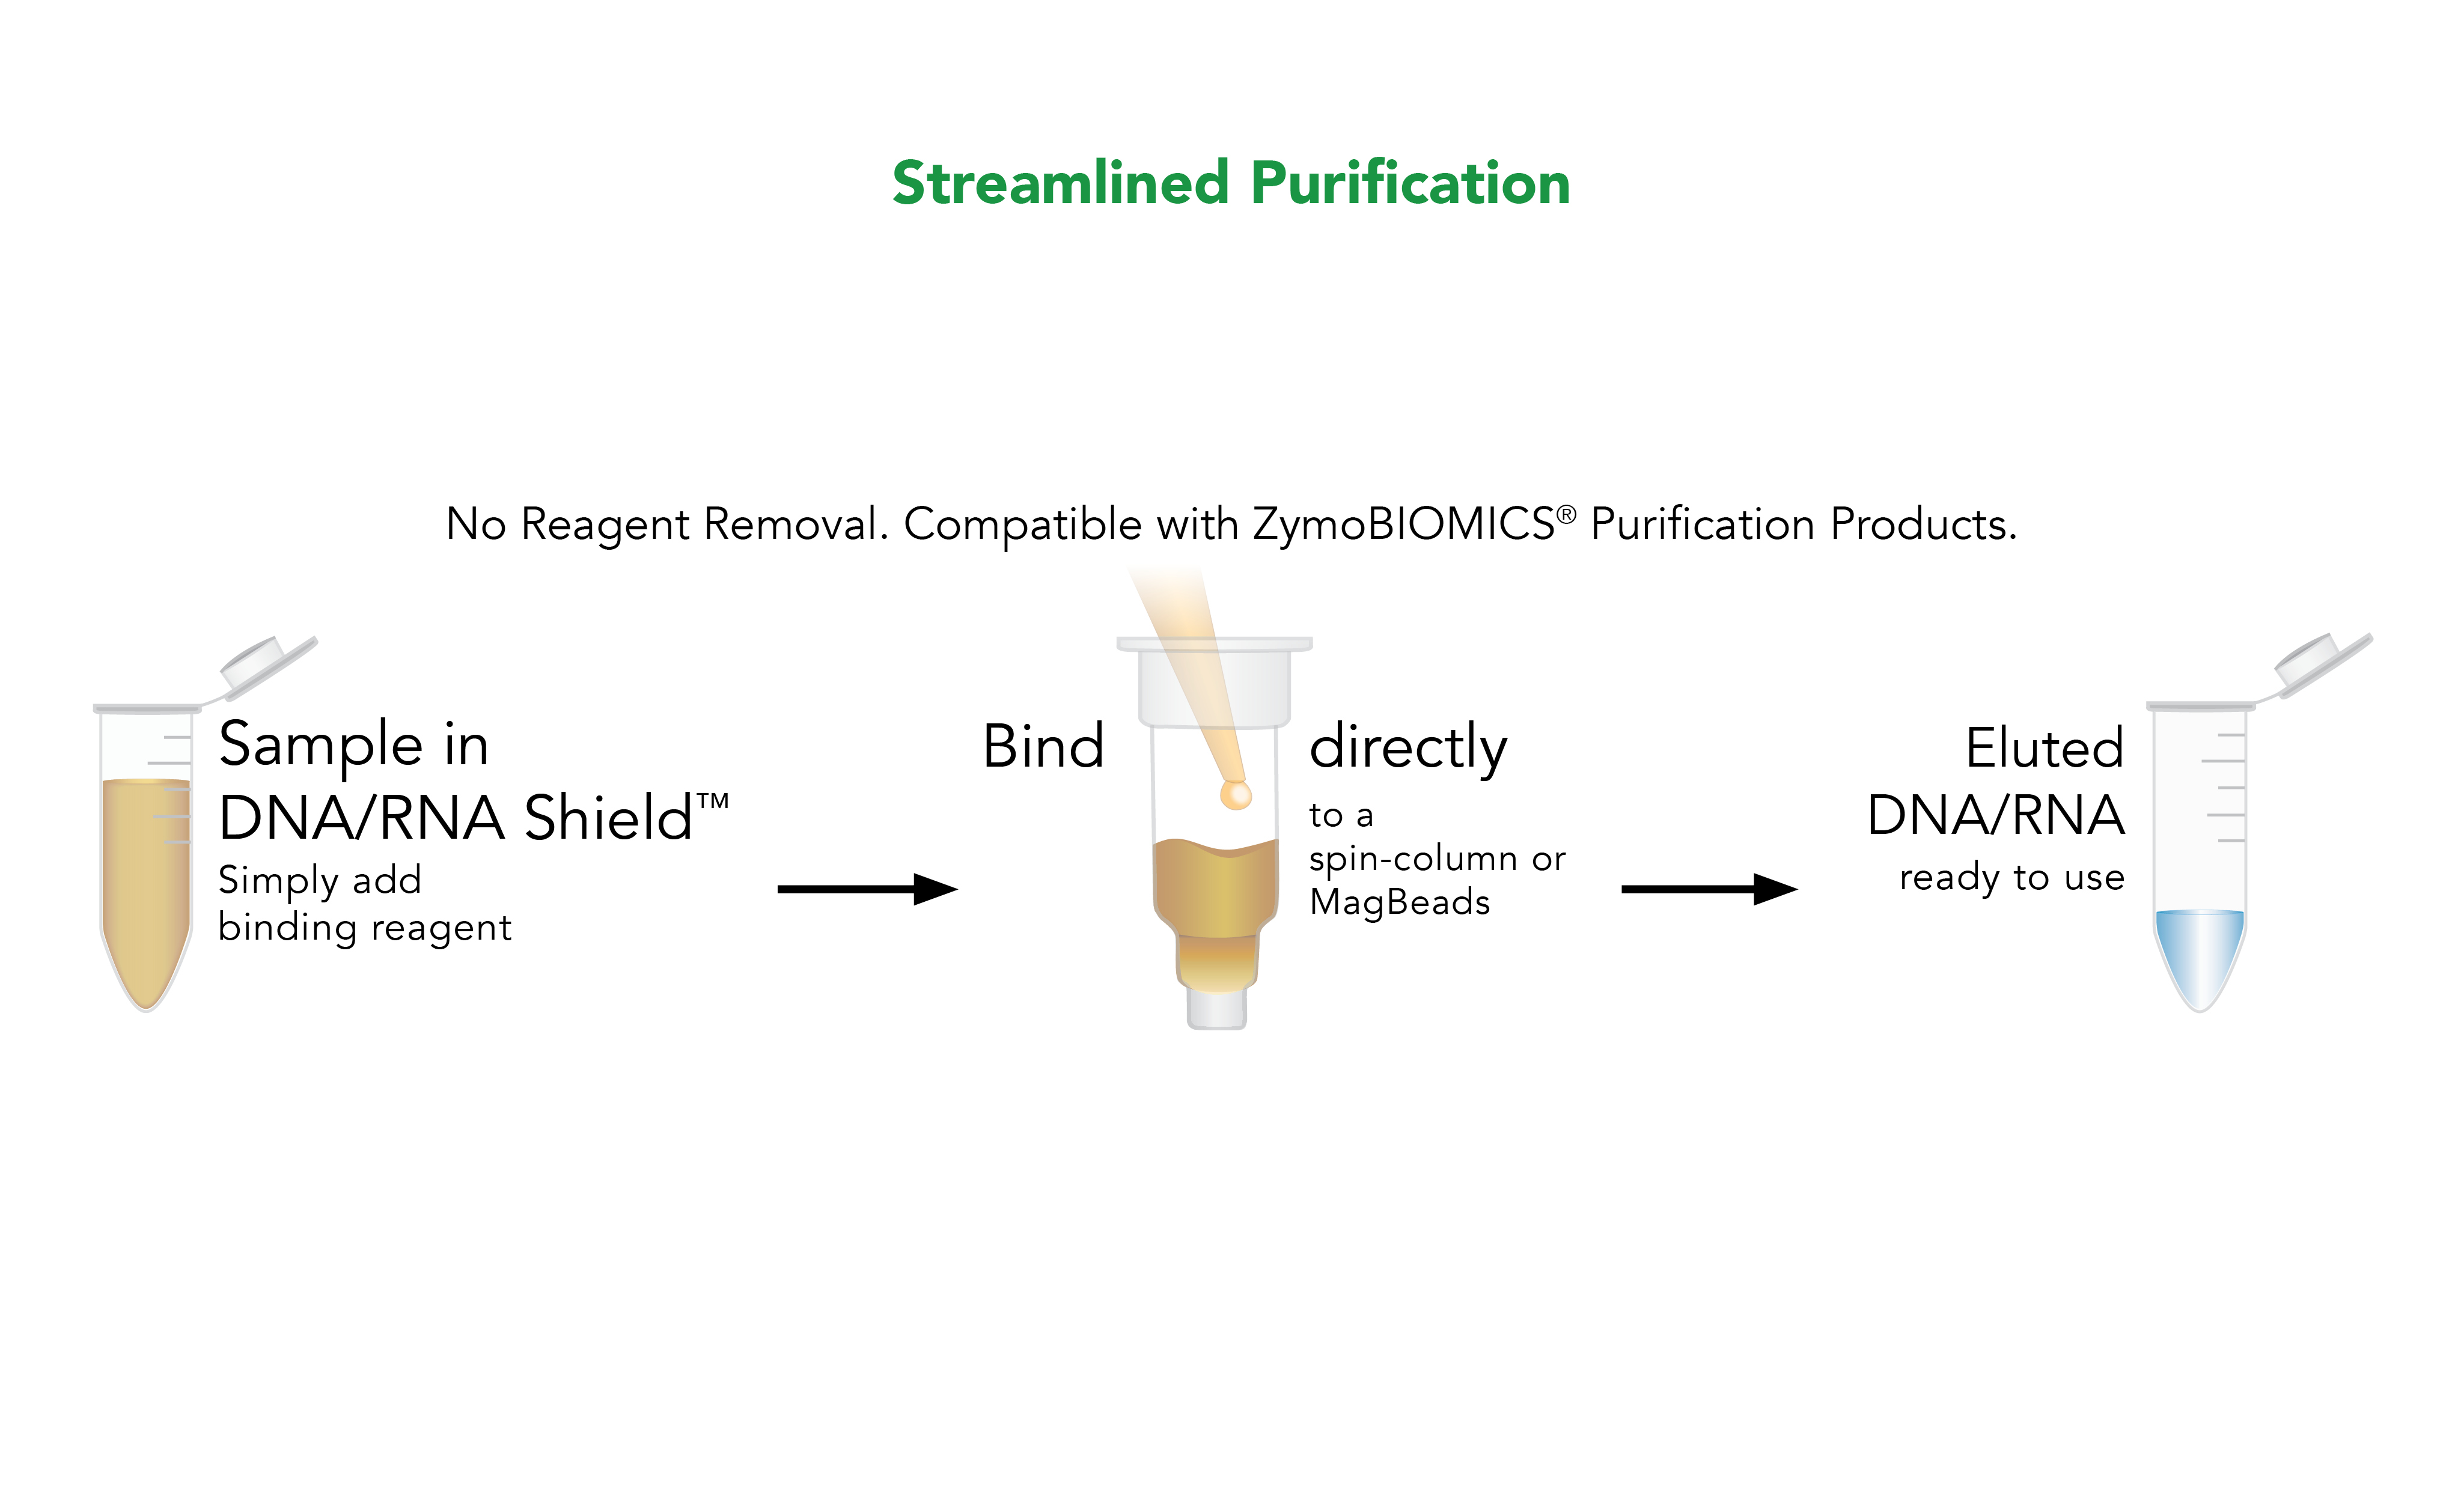 Streamlined Purification
No Reagent Removal. Compatible with ZymoBIOMICS® Purification Products.
Sample in
DNA/RNA Shield™
Simply add
binding reagent
Bind directly
to a
spin-column or
MagBeads
Eluted
DNA/RNA
ready to use